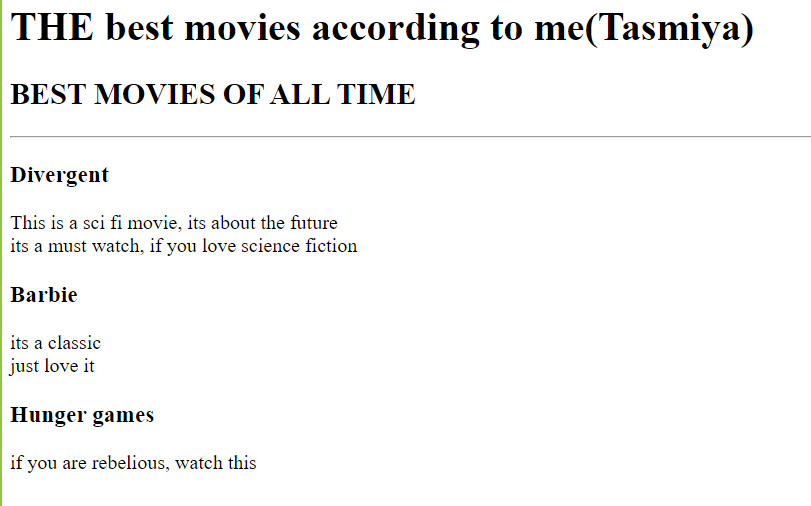 THE best movies according to me(Tasmiya)
BEST MOVIES OF ALL TIME
Divergent
This is a sci fi movie, its about the future
its a must watch, if you love science fiction
Barbie
its a classic
just love it
Hunger games
if you are rebelious, watch this